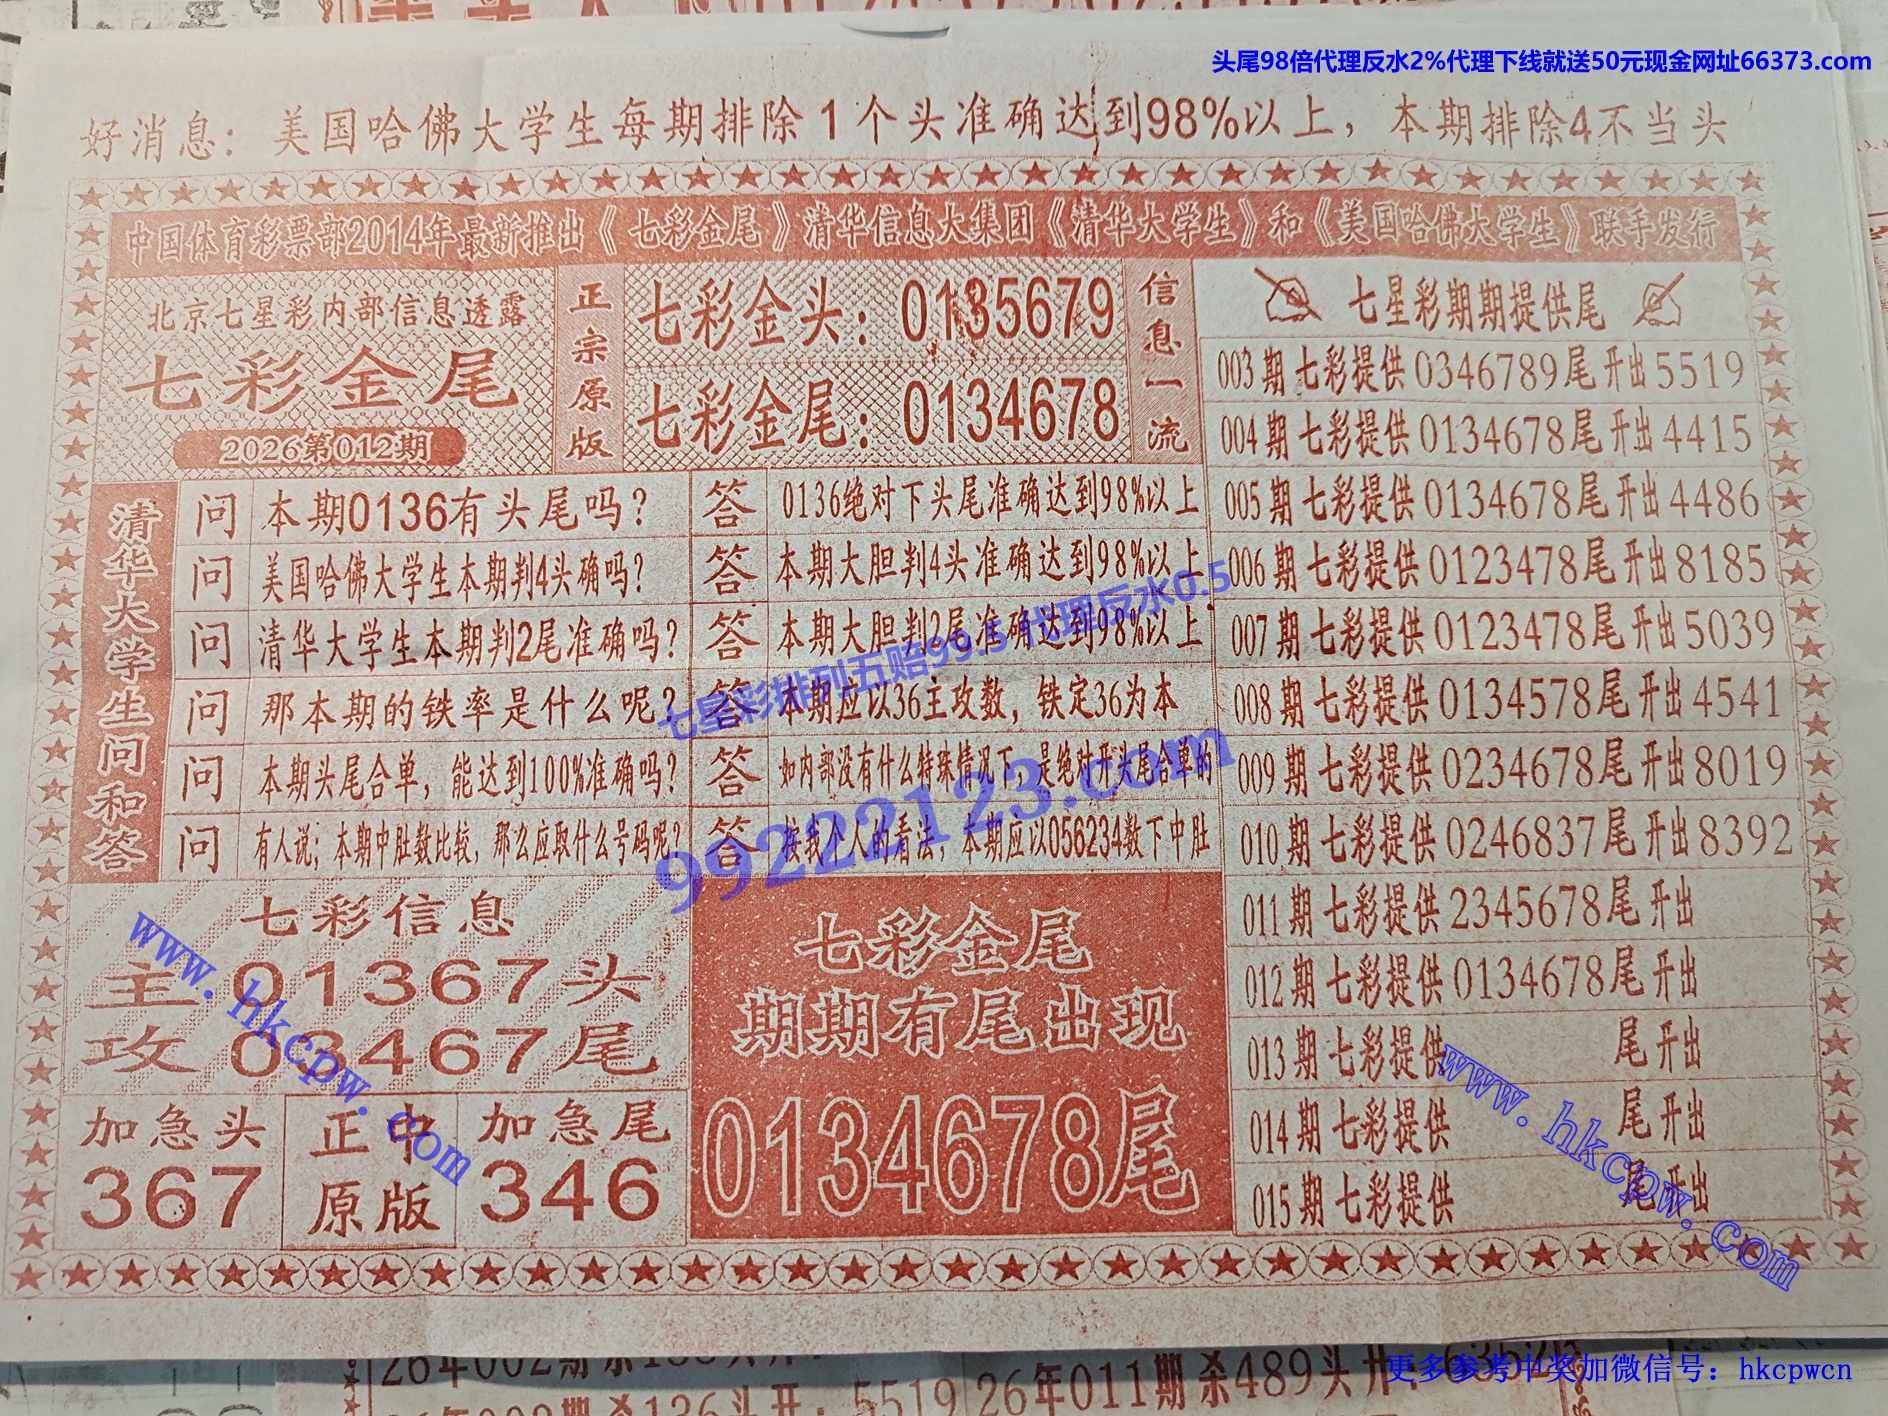 头尾98倍代理反水2%代理下线就送50元现金网址66373.com
好消息：美国哈佛大学生每期排除1个头准确达到98%以上，本期排除4不当头
中国体育彩票部2014年最新推出《七彩金尾》清华信息大集团《清华大学生》和《美国哈佛大学生》联手发行
北京七星彩内部信息透露
七彩金尾
2026第012期
正宗原版
七彩金头：0135679
七彩金尾：0134678
信息一流
清华大学生问和答
问 本期0136有头尾吗？ 答 0136绝对下头尾准确达到98%以上
问 美国哈佛大学生本期判4头确吗？ 答 本期大胆判4头准确达到98%以上
问 清华大学生本期判2尾准确吗？ 答 本期大胆判2尾准确达到98%以上
问 那本期的铁率是什么呢？ 答 本期应以36主攻数，铁定36为本
问 本期头尾合单，能达到100%准确吗？ 答 如内部没有什么特殊情况下，是绝对开头尾合单的
问 有人说；本期中肚数比较，那么应取什么号码呢？ 答 按我个人的看法，本期应以056234数下中肚
七彩信息
主攻
01367头
03467尾
加急头
367
正中
原版
加急尾
346
七彩金尾
期期有尾出现
0134678尾
七星彩期期提供尾
003期七彩提供0346789尾开出5519
004期七彩提供0134678尾开出4415
005期七彩提供0134678尾开出4486
006期七彩提供0123478尾开出8185
007期七彩提供0123478尾开出5039
008期七彩提供0134578尾开出4541
009期七彩提供0234678尾开出8019
010期七彩提供0246837尾开出8392
011期七彩提供2345678尾开出
012期七彩提供0134678尾开出
013期七彩提供 尾开出
014期七彩提供 尾开出
015期七彩提供 尾开出
七星彩排列五赔99.5 代理反水0.5
99222123.com
www.hkcpw.com
www.hkcpw.com
5519
26年011期杀489头开：
更多参考中奖加微信号：hkcpwcn